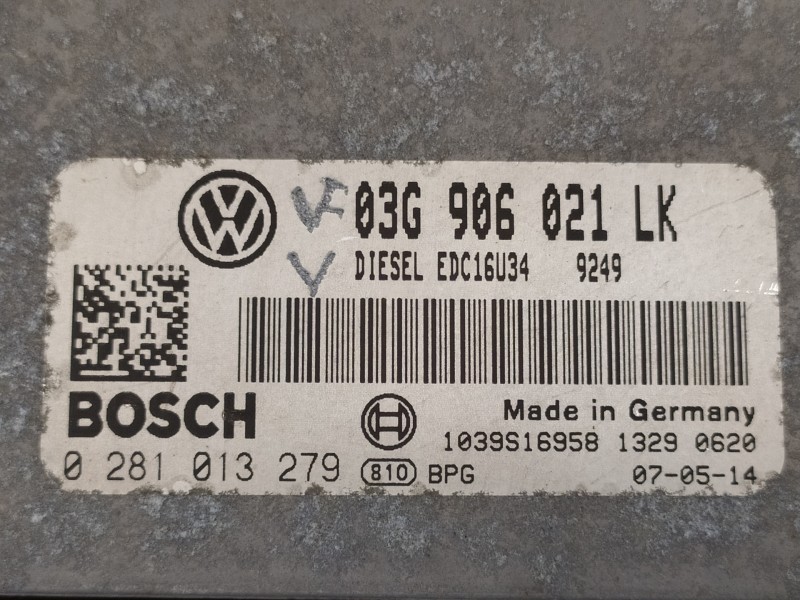 VF 03G 906 021 LK
V DIESEL EDC16U34 9249
BOSCH
Made in Germany
1039S16958 1329 0620
0 281 013 279 810 BPG 07-05-14